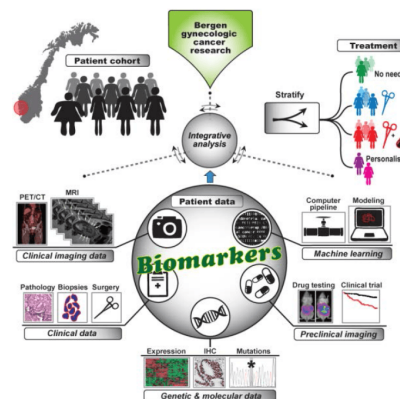 Bergen
gynecologic
cancer
research
Patient cohort
Treatment
No need
Stratify
Personalis
Integrative
analysis
PET/CT
MRI
Clinical imaging data
Patient data
Computer
pipeline
Modeling
Machine learning
Biomarkers
Pathology
Biopsies
Surgery
Clinical data
Drug testing
Clinical trial
Preclinical imaging
Expression
IHC
Mutations
*
Genetic & molecular data